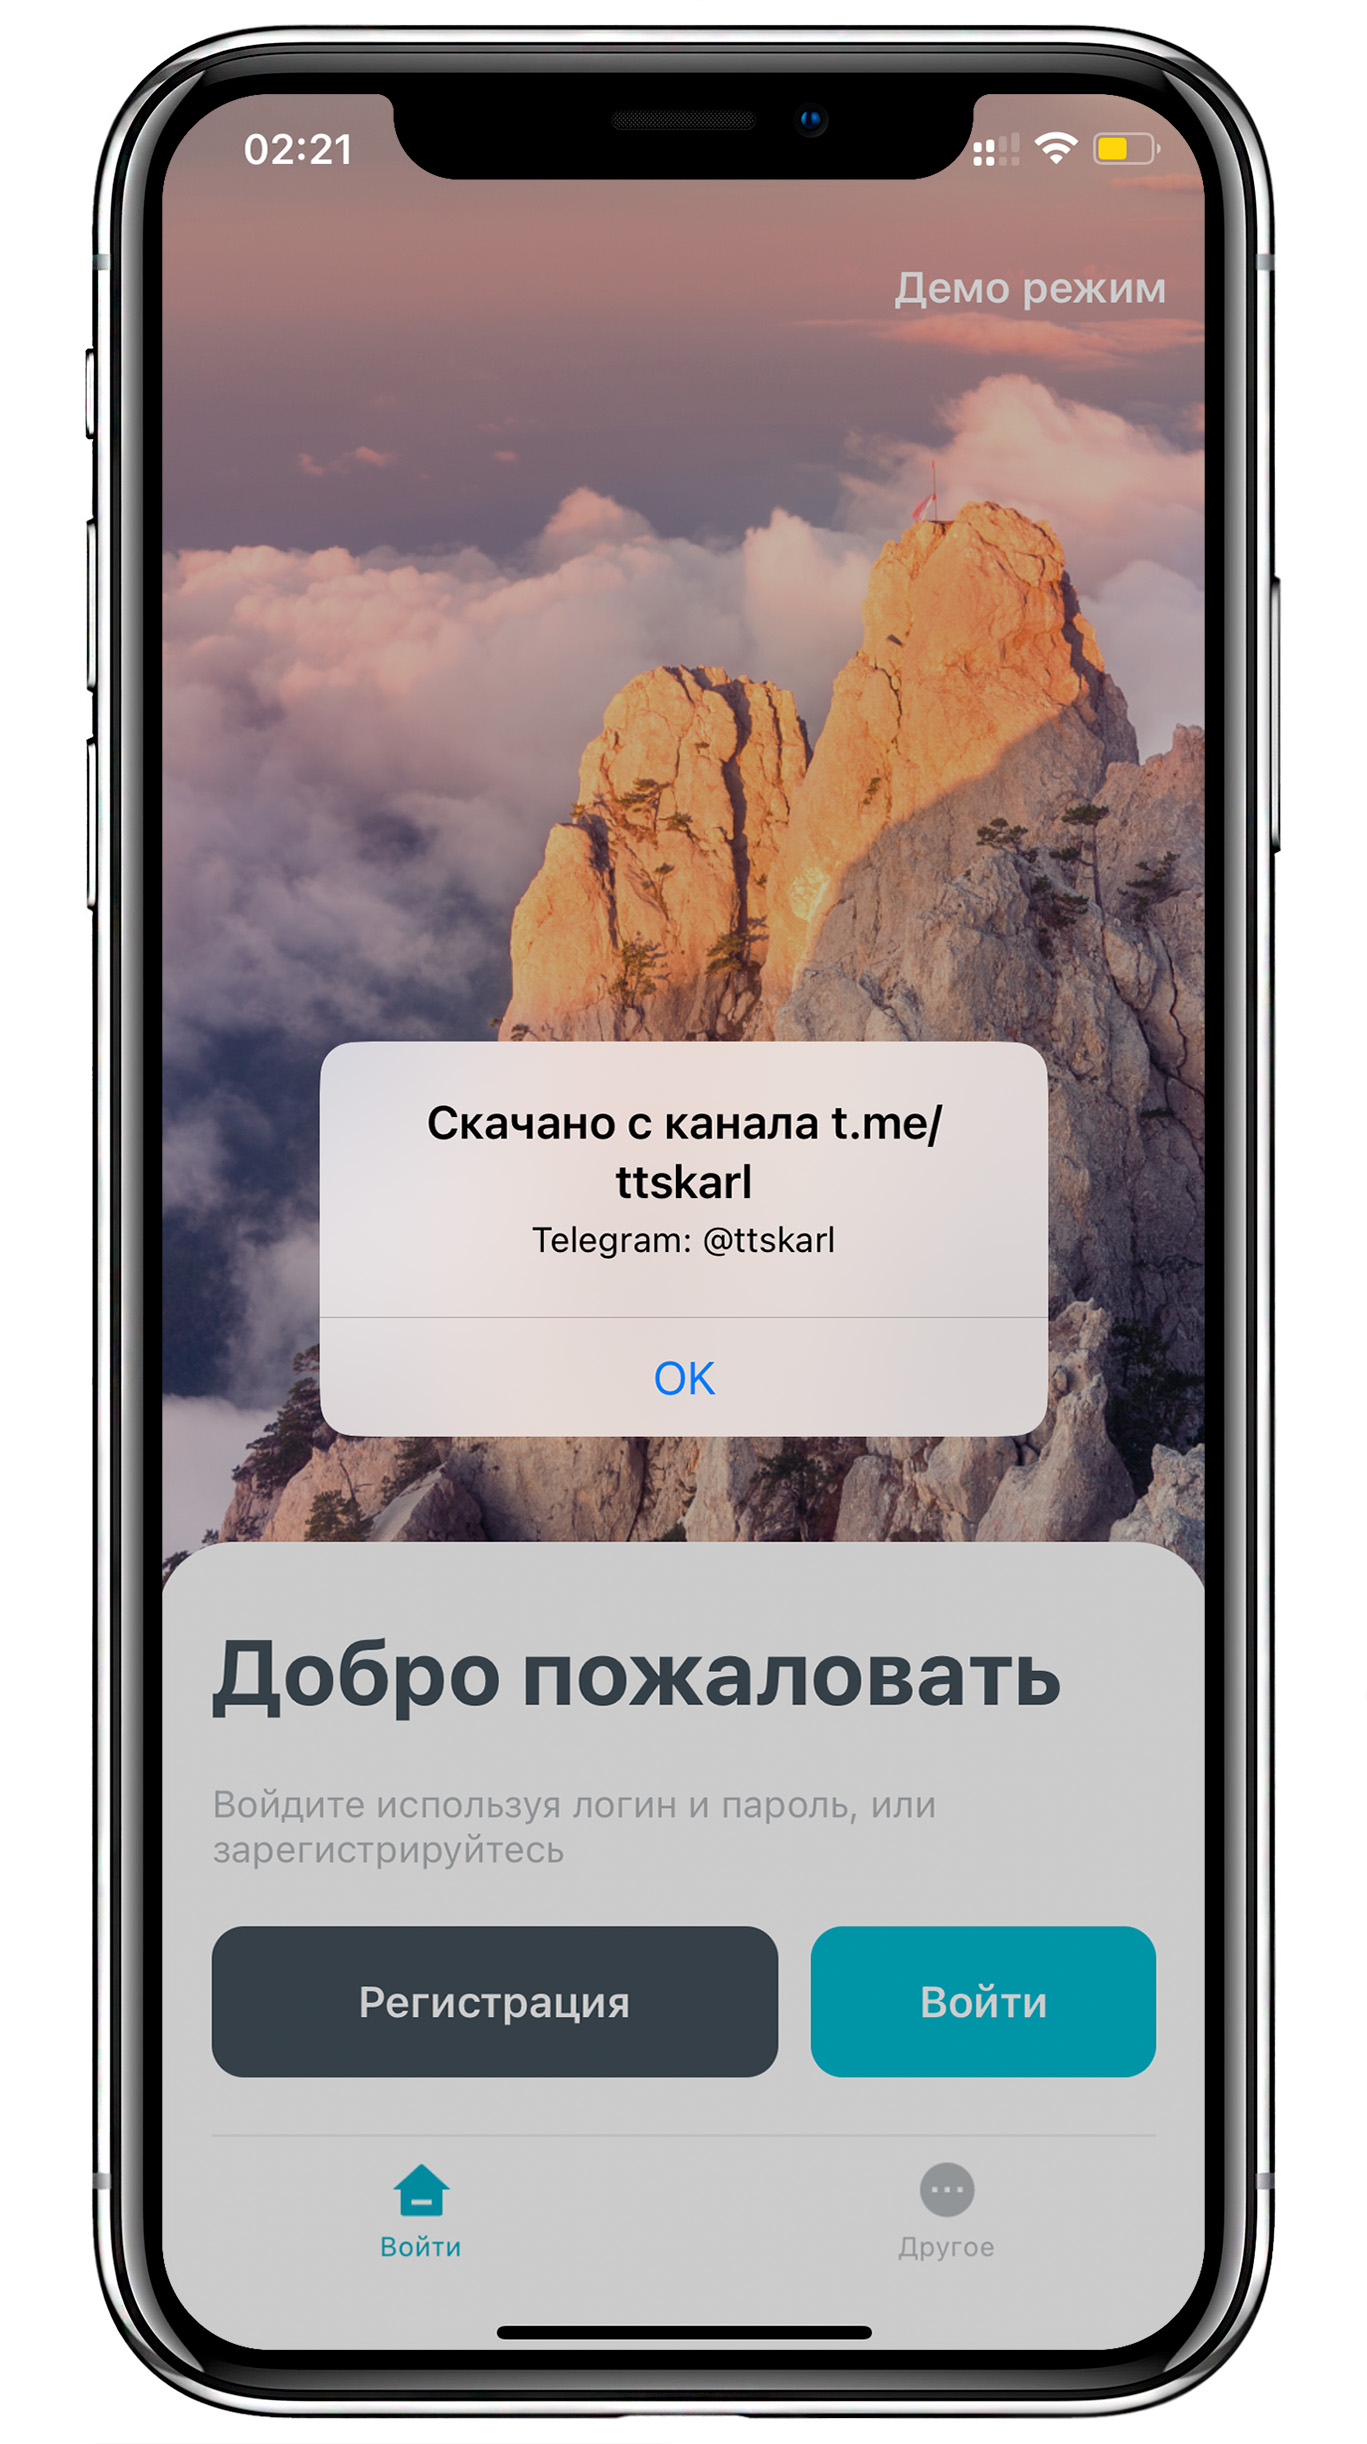 02:21
Демо режим
Скачано с канала t.me/
ttskarl
Telegram: @ttskarl
OK
Добро пожаловать
Войдите используя логин и пароль, или
зарегистрируйтесь
Регистрация
Войти
Войти
Другое